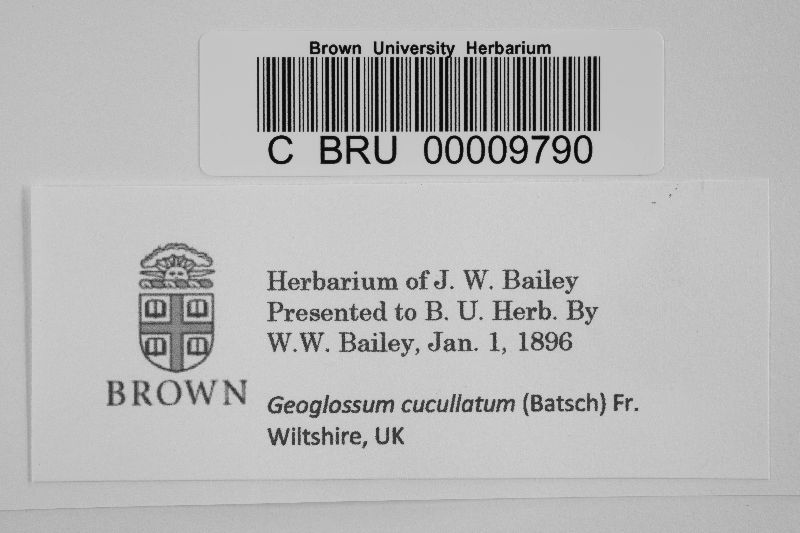 Brown University Herbarium
C BRU 00009790
Herbarium of J. W. Bailey
Presented to B. U. Herb. By
W.W. Bailey, Jan. 1, 1896
BROWN
Geoglossum cucullatum (Batsch) Fr.
Wiltshire, UK